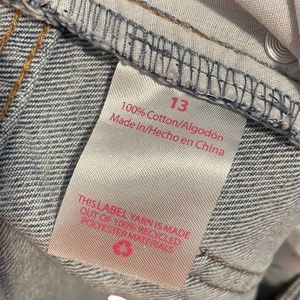 13
100% Cotton/Algodón
Made in/Hecho en China
THIS LABEL YARN IS MADE
OUT OF 100% RECYCLED
POLYESTER MATERIALS